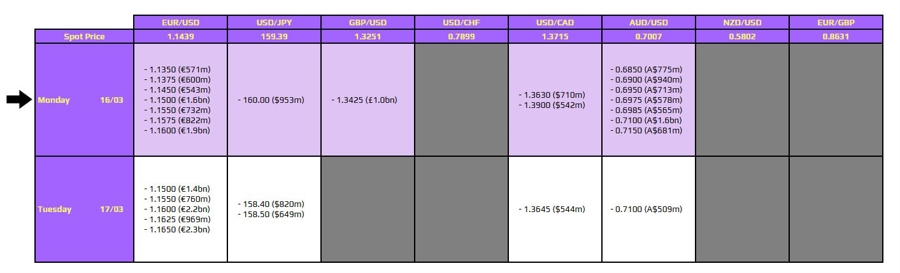 EUR/USD USD/JPY GBP/USD USD/CHF USD/CAD AUD/USD NZD/USD EUR/GBP
Spot Price 1.1439 159.39 1.3251 0.7899 1.3715 0.7007 0.5802 0.8631
Monday 16/03
- 1.1350 (€571m)
- 1.1375 (€600m)
- 1.1450 (€543m)
- 1.1500 (€1.6bn)
- 1.1550 (€732m)
- 1.1575 (€822m)
- 1.1600 (€1.9bn)
- 160.00 ($953m)
- 1.3425 (£1.0bn)
- 1.3630 ($710m)
- 1.3900 ($542m)
- 0.6850 (A$775m)
- 0.6900 (A$940m)
- 0.6950 (A$713m)
- 0.6975 (A$578m)
- 0.6985 (A$565m)
- 0.7100 (A$1.6bn)
- 0.7150 (A$681m)
Tuesday 17/03
- 1.1500 (€1.4bn)
- 1.1550 (€760m)
- 1.1600 (€2.2bn)
- 1.1625 (€969m)
- 1.1650 (€2.3bn)
- 158.40 ($820m)
- 158.50 ($649m)
- 1.3645 ($544m)
- 0.7100 (A$509m)